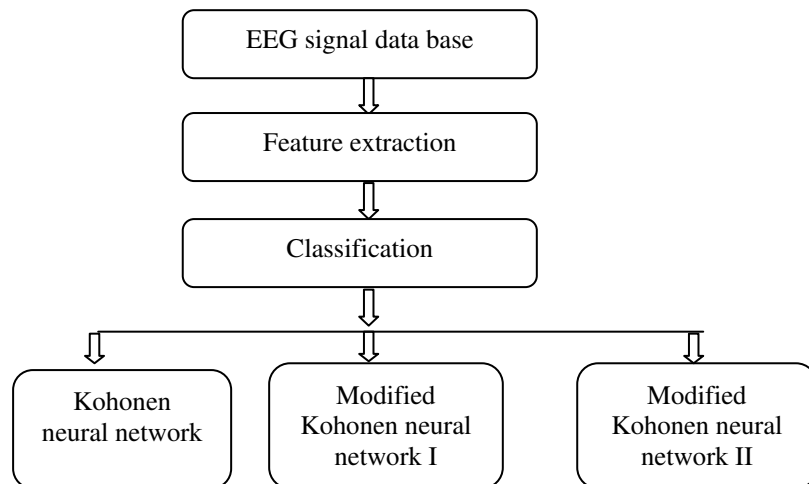 EEG signal data base
Feature extraction
Classification
Kohonen
neural network
Modified
Kohonen neural
network I
Modified
Kohonen neural
network II